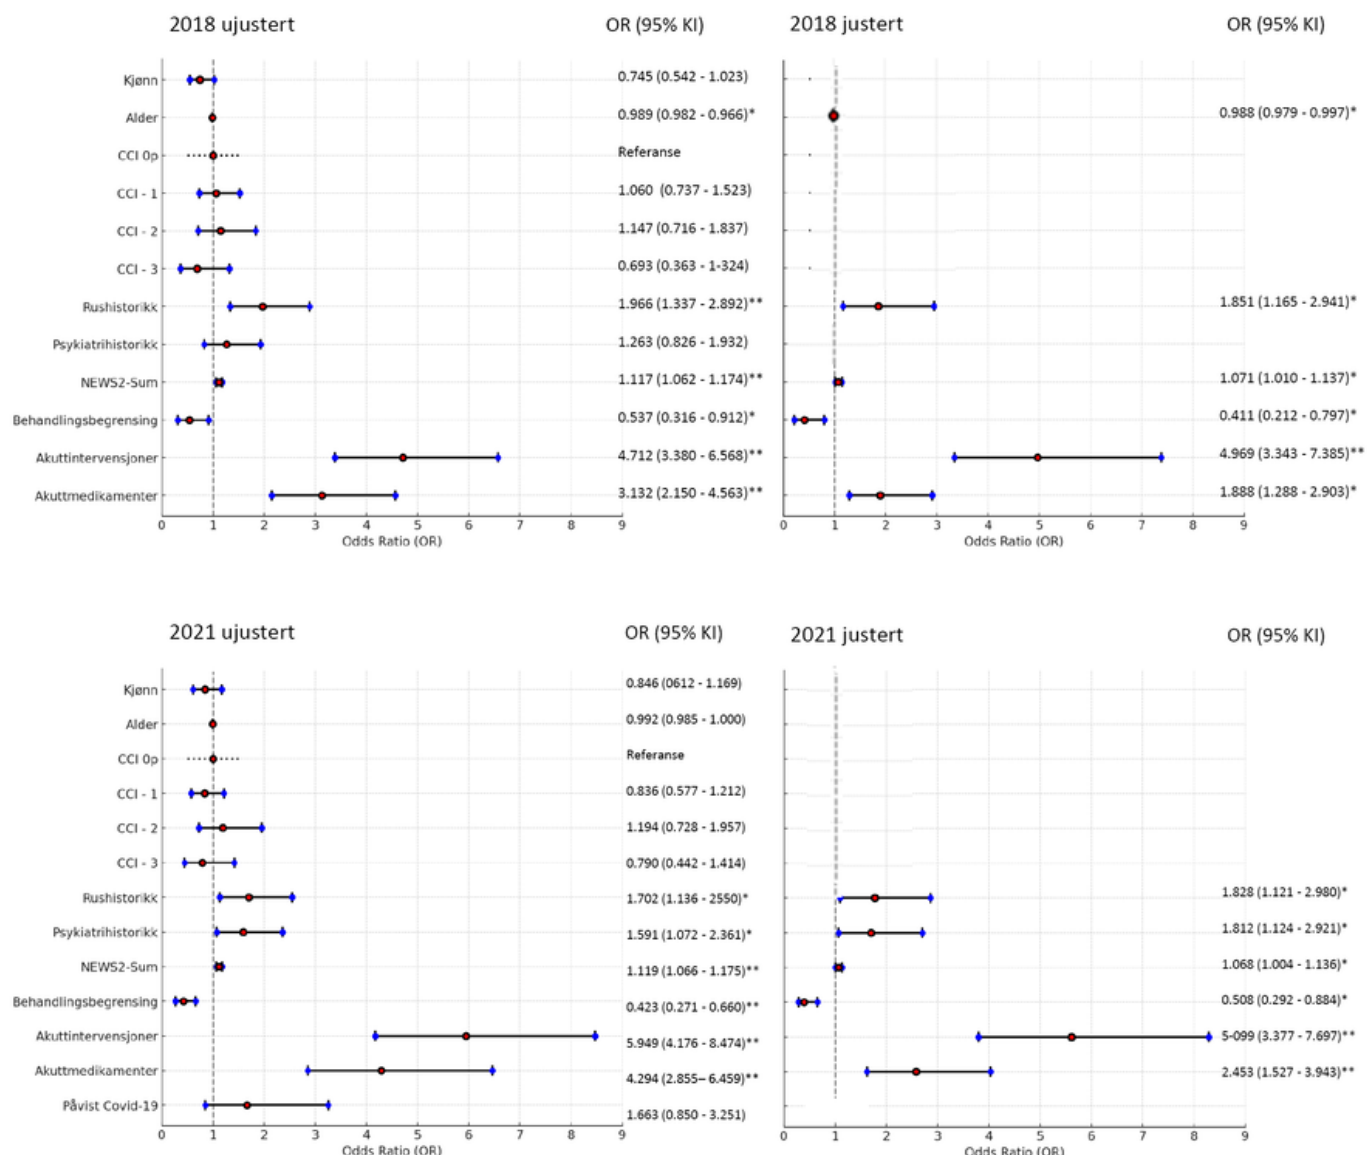 2018 ujustert OR (95% KI)
Kjønn 0.745 (0.542 - 1.023)
Alder 0.989 (0.982 - 0.966)*
CCI 0p Referanse
CCI - 1 1.060 (0.737 - 1.523)
CCI - 2 1.147 (0.716 - 1.837)
CCI - 3 0.693 (0.363 - 1-324)
Rushistorikk 1.966 (1.337 - 2.892)**
Psykiatrihistorikk 1.263 (0.826 - 1.932)
NEWS2-Sum 1.117 (1.062 - 1.174)**
Behandlingsbegrensing 0.537 (0.316 - 0.912)*
Akuttintervensjoner 4.712 (3.380 - 6.568)**
Akuttmedikamenter 3.132 (2.150 - 4.563)**
0 1 2 3 4 5 6 7 8 9
Odds Ratio (OR)
2018 justert OR (95% KI)
0.988 (0.979 - 0.997)*
1.851 (1.165 - 2.941)*
1.071 (1.010 - 1.137)*
0.411 (0.212 - 0.797)*
4.969 (3.343 - 7.385)**
1.888 (1.288 - 2.903)*
0 1 2 3 4 5 6 7 8 9
Odds Ratio (OR)
2021 ujustert OR (95% KI)
Kjønn 0.846 (0612 - 1.169)
Alder 0.992 (0.985 - 1.000)
CCI 0p Referanse
CCI - 1 0.836 (0.577 - 1.212)
CCI - 2 1.194 (0.728 - 1.957)
CCI - 3 0.790 (0.442 - 1.414)
Rushistorikk 1.702 (1.136 - 2550)*
Psykiatrihistorikk 1.591 (1.072 - 2.361)*
NEWS2-Sum 1.119 (1.066 - 1.175)**
Behandlingsbegrensing 0.423 (0.271 - 0.660)**
Akuttintervensjoner 5.949 (4.176 - 8.474)**
Akuttmedikamenter 4.294 (2.855– 6.459)**
Påvist Covid-19 1.663 (0.850 - 3.251)
0 1 2 3 4 5 6 7 8 9
Odds Ratio (OR)
2021 justert OR (95% KI)
1.828 (1.121 - 2.980)*
1.812 (1.124 - 2.921)*
1.068 (1.004 - 1.136)*
0.508 (0.292 - 0.884)*
5-099 (3.377 - 7.697)**
2.453 (1.527 - 3.943)**
0 1 2 3 4 5 6 7 8 9
Odds Ratio (OR)